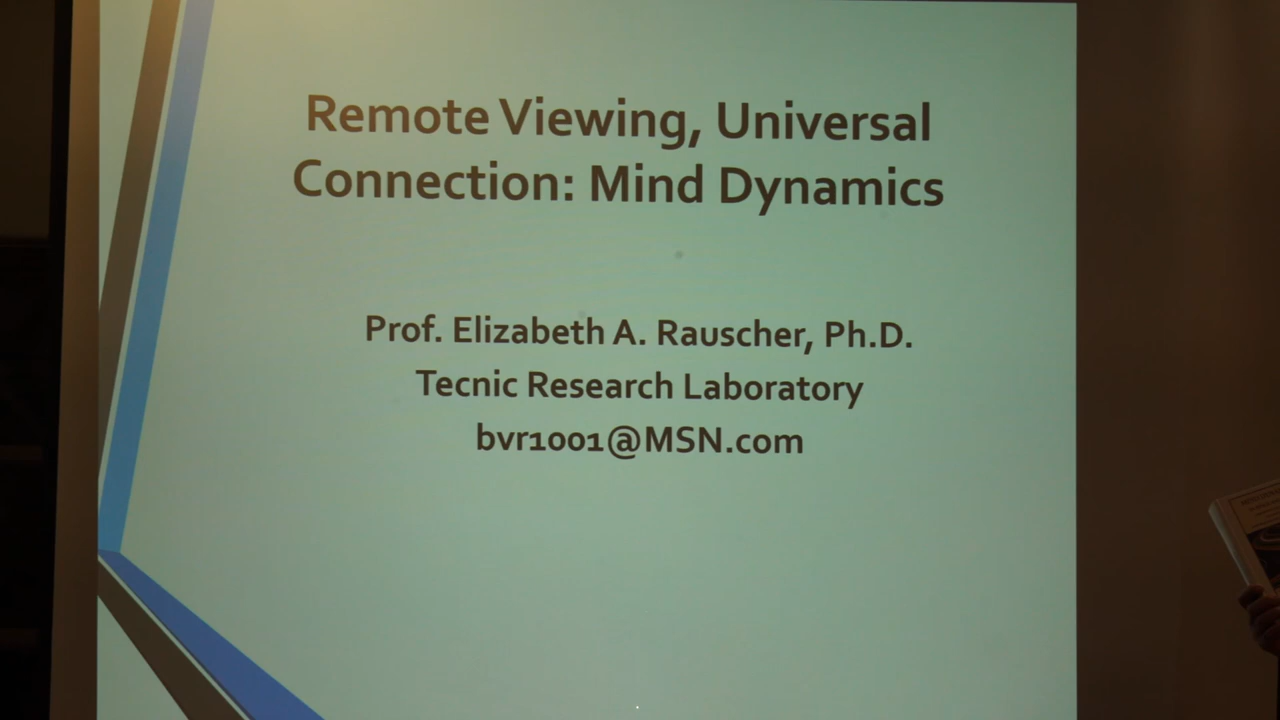 Remote Viewing, Universal
Connection: Mind Dynamics
Prof. Elizabeth A. Rauscher, Ph.D.
Tecnic Research Laboratory
bvr1001@MSN.com